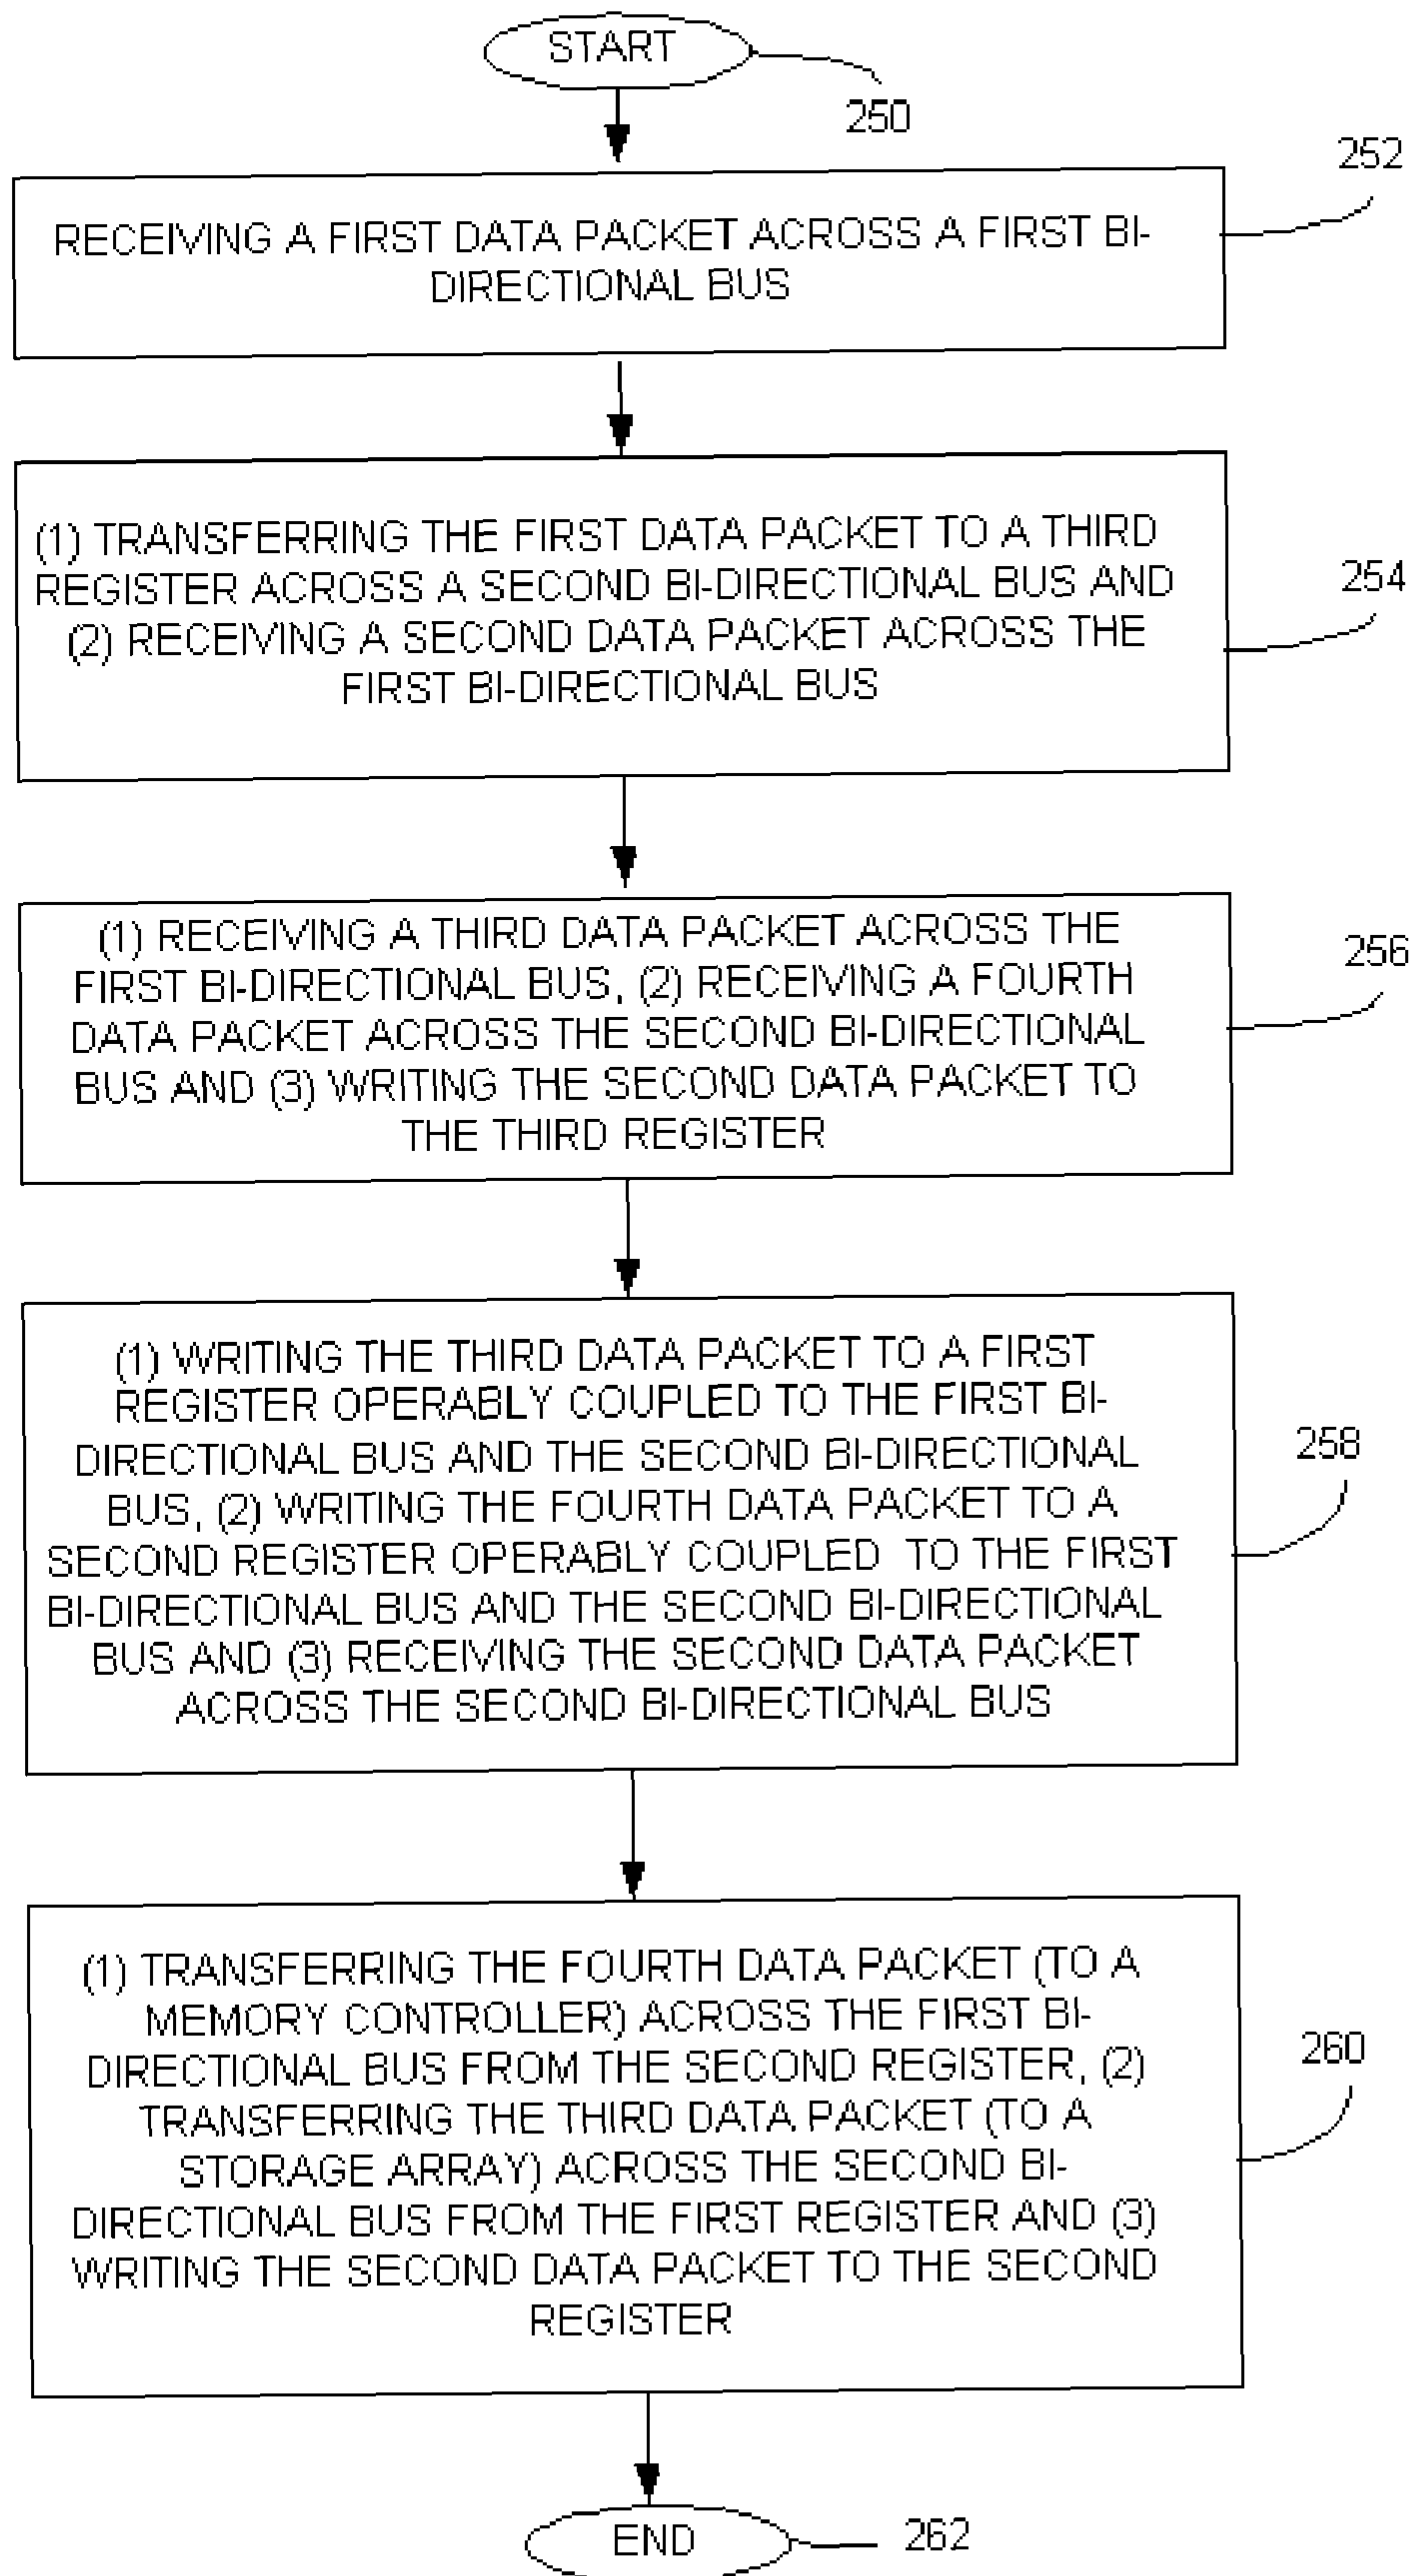 START
250
252
RECEIVING A FIRST DATA PACKET ACROSS A FIRST BI-
DIRECTIONAL BUS
(1) TRANSFERRING THE FIRST DATA PACKET TO A THIRD
REGISTER ACROSS A SECOND BI-DIRECTIONAL BUS AND
(2) RECEIVING A SECOND DATA PACKET ACROSS THE
FIRST BI-DIRECTIONAL BUS
254
(1) RECEIVING A THIRD DATA PACKET ACROSS THE
FIRST BI-DIRECTIONAL BUS, (2) RECEIVING A FOURTH
DATA PACKET ACROSS THE SECOND BI-DIRECTIONAL
BUS AND (3) WRITING THE SECOND DATA PACKET TO
THE THIRD REGISTER
256
(1) WRITING THE THIRD DATA PACKET TO A FIRST
REGISTER OPERABLY COUPLED TO THE FIRST BI-
DIRECTIONAL BUS AND THE SECOND BI-DIRECTIONAL
BUS, (2) WRITING THE FOURTH DATA PACKET TO A
SECOND REGISTER OPERABLY COUPLED TO THE FIRST
BI-DIRECTIONAL BUS AND THE SECOND BI-DIRECTIONAL
BUS AND (3) RECEIVING THE SECOND DATA PACKET
ACROSS THE SECOND BI-DIRECTIONAL BUS
258
(1) TRANSFERRING THE FOURTH DATA PACKET (TO A
MEMORY CONTROLLER) ACROSS THE FIRST BI-
DIRECTIONAL BUS FROM THE SECOND REGISTER, (2)
TRANSFERRING THE THIRD DATA PACKET (TO A
STORAGE ARRAY) ACROSS THE SECOND BI-
DIRECTIONAL BUS FROM THE FIRST REGISTER AND (3)
WRITING THE SECOND DATA PACKET TO THE SECOND
REGISTER
260
END
262